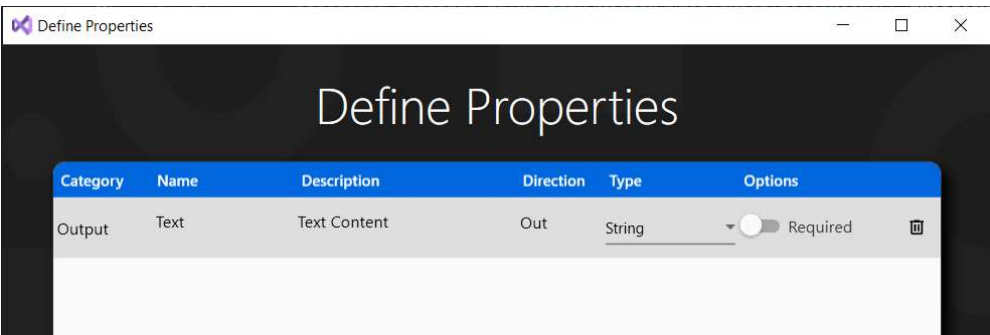 Define Properties
Define Properties
Category Name Description Direction Type Options
Output Text Text Content Out String Required